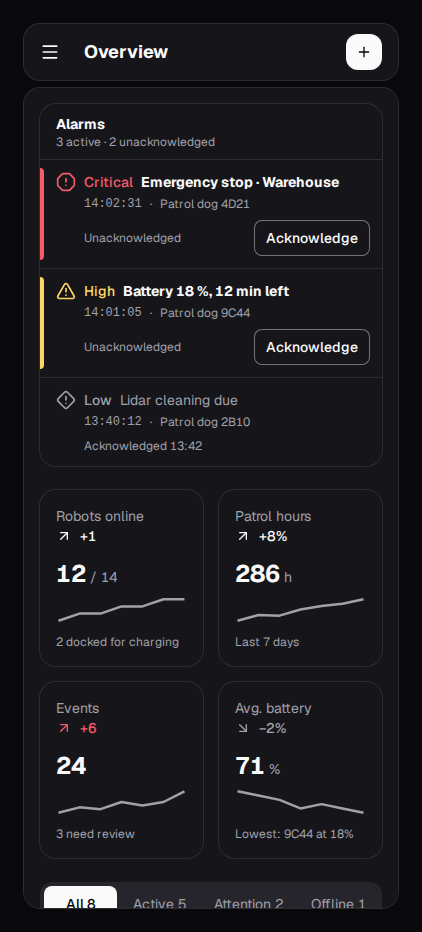 Overview
Alarms
3 active · 2 unacknowledged
Critical Emergency stop · Warehouse
14:02:31 · Patrol dog 4D21
Unacknowledged Acknowledge
High Battery 18 %, 12 min left
14:01:05 · Patrol dog 9C44
Unacknowledged Acknowledge
Low Lidar cleaning due
13:40:12 · Patrol dog 2B10
Acknowledged 13:42
Robots online
+1
12 / 14
2 docked for charging
Patrol hours
+8%
286 h
Last 7 days
Events
+6
24
3 need review
Avg. battery
−2%
71 %
Lowest: 9C44 at 18%
All 8 Active 5 Attention 2 Offline 1